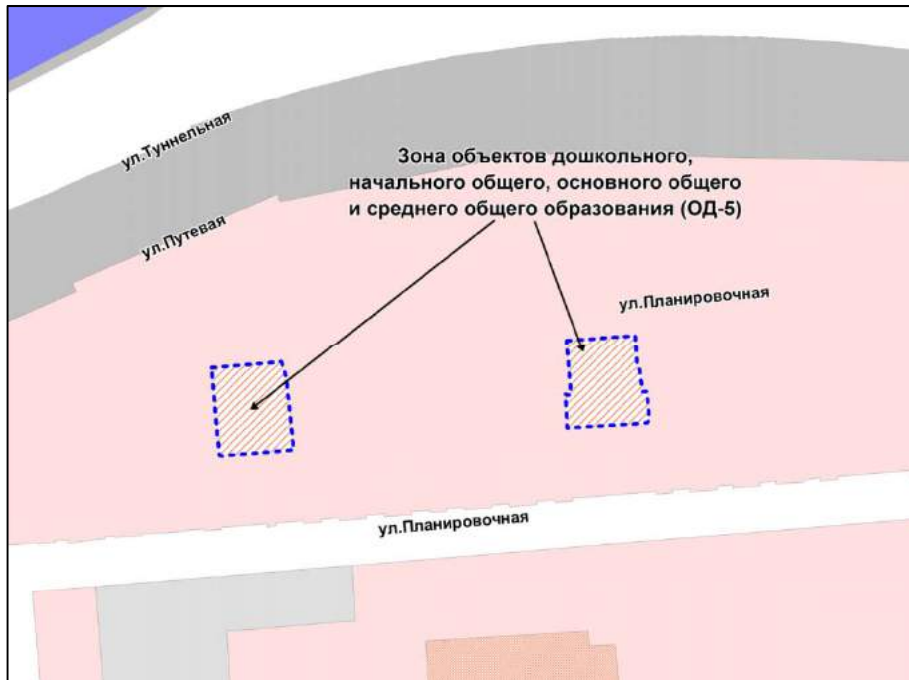 ул.Туннельная
Зона объектов дошкольного,
начального общего, основного общего
и среднего общего образования (ОД-5)
ул.Путевая
ул.Планировочная
ул.Планировочная